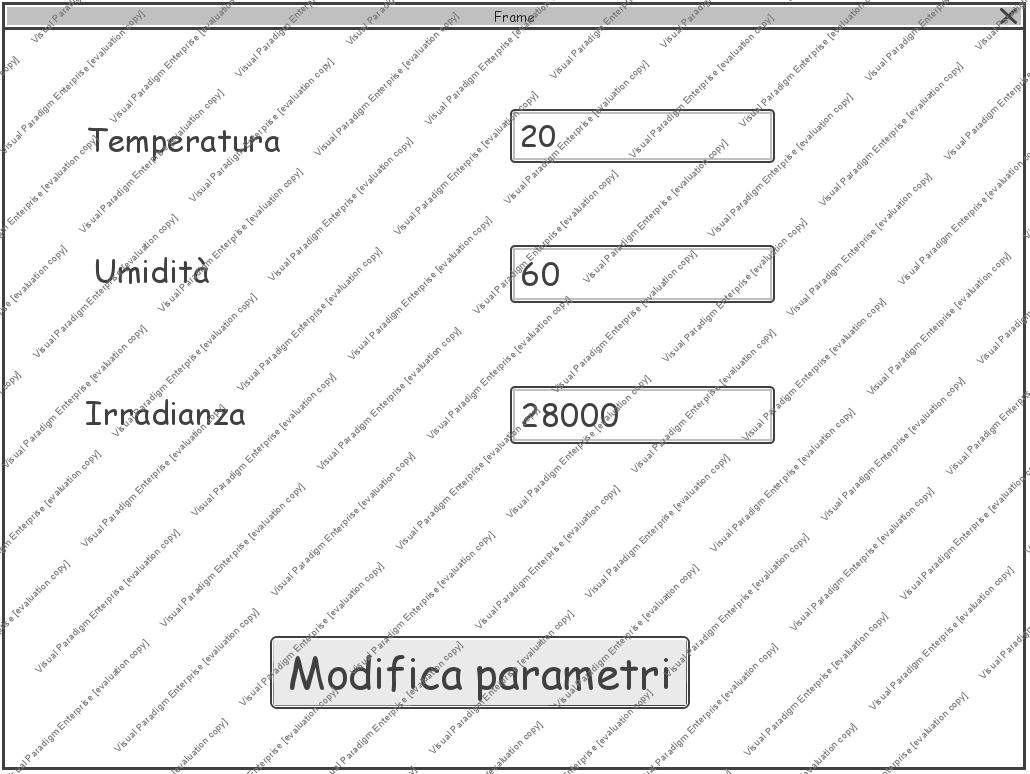 Frame
Temperatura
20
Umidità
60
Irradianza
28000
Modifica parametri
Visual Paradigm Enterprise [evaluation copy]